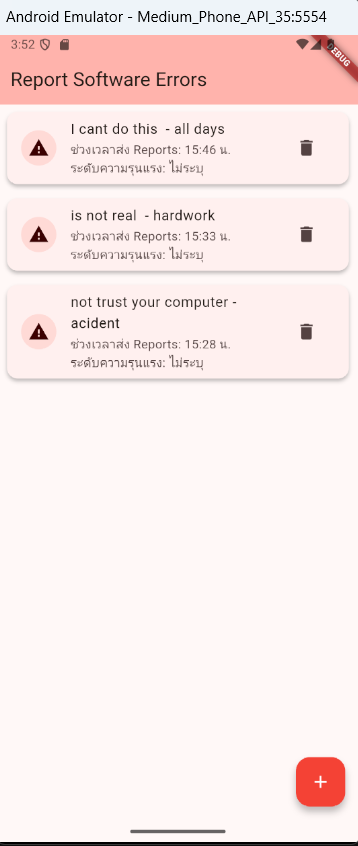 Android Emulator - Medium_Phone_API_35:5554
3:52
DEBUG
Report Software Errors
I cant do this  - all days
ช่วงเวลาส่ง Reports: 15:46 น.
ระดับความรุนแรง: ไม่ระบุ
is not real  - hardwork
ช่วงเวลาส่ง Reports: 15:33 น.
ระดับความรุนแรง: ไม่ระบุ
not trust your computer -
acident
ช่วงเวลาส่ง Reports: 15:28 น.
ระดับความรุนแรง: ไม่ระบุ